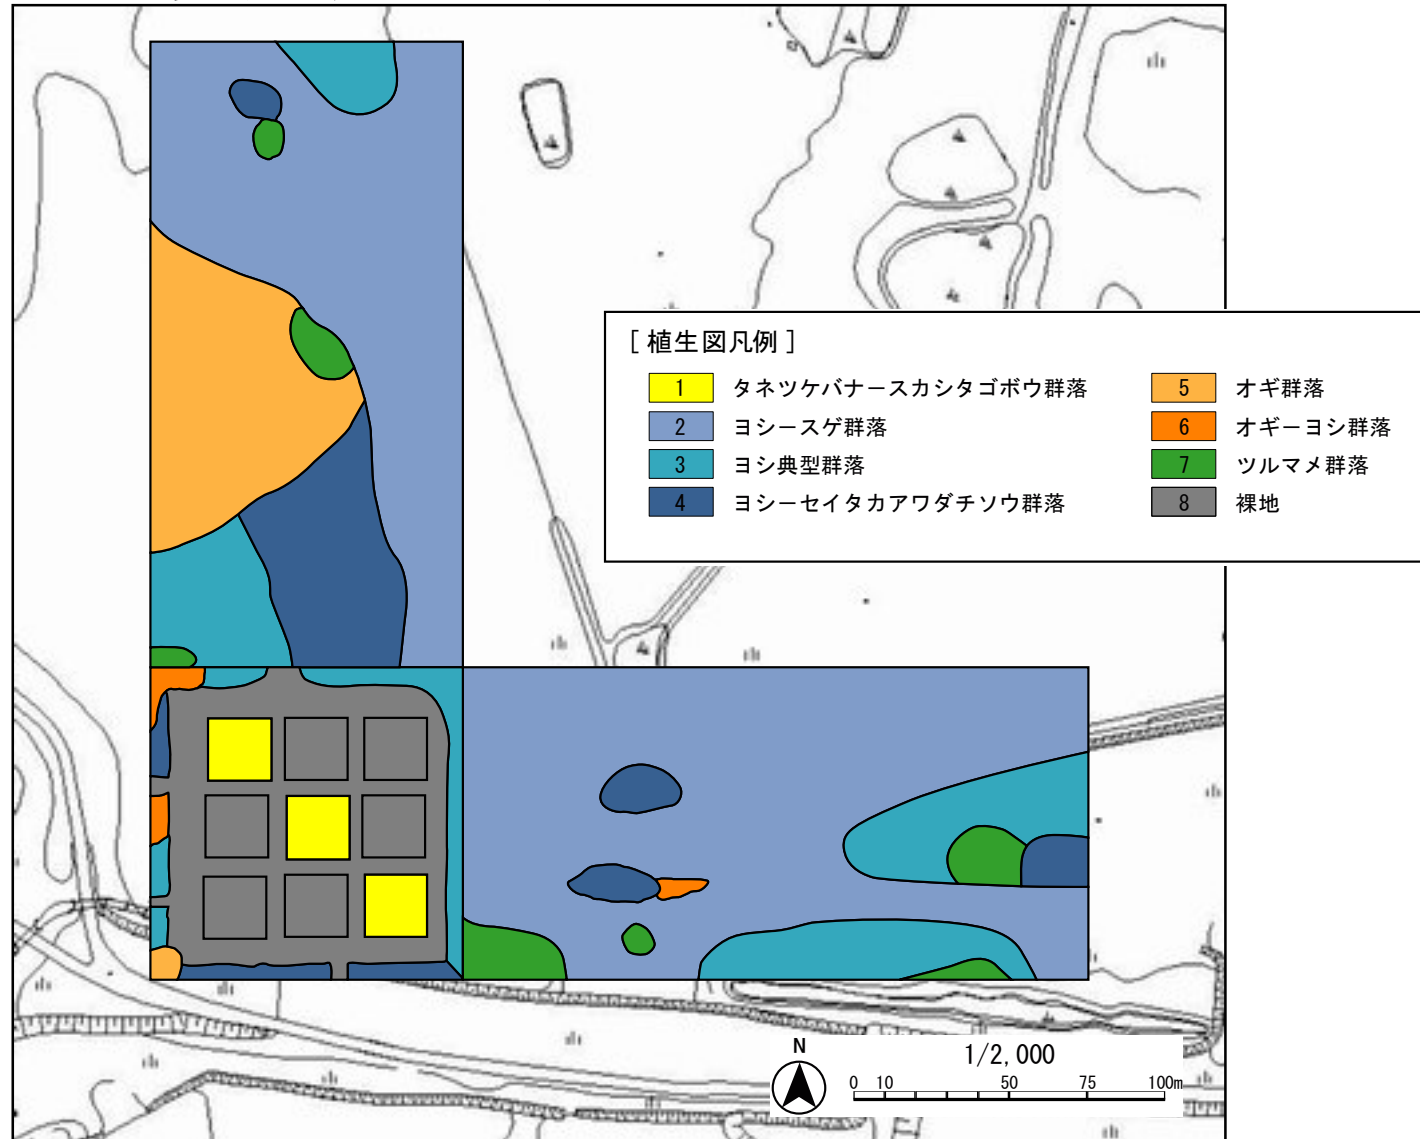 [ 植生図凡例 ]
1 タネツケバナースカシタゴボウ群落
2 ヨシースゲ群落
3 ヨシ典型群落
4 ヨシーセイタカアワダチソウ群落
5 オギ群落
6 オギーヨシ群落
7 ツルマメ群落
8 裸地
N
1/2,000
0 10 50 75 100m